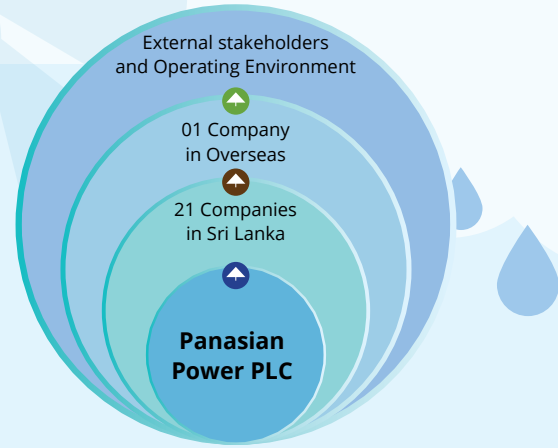 External stakeholders
and Operating Environment
01 Company
in Overseas
21 Companies
in Sri Lanka
Panasian
Power PLC